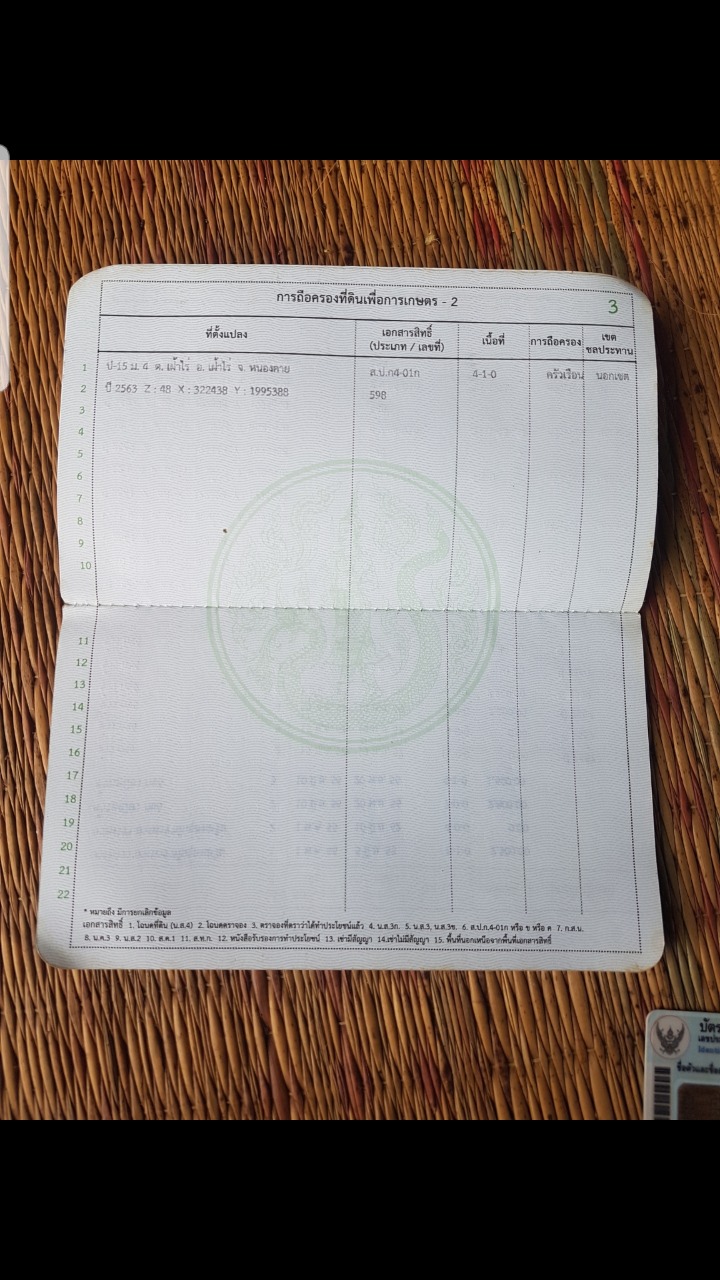 การถือครองที่ดินเพื่อการเกษตร - 2
3
ที่ตั้งแปลง เอกสารสิทธิ์ (ประเภท / เลขที่) เนื้อที่ การถือครอง เขตชลประทาน
1 ป-15 ม. 4 ต. เฝ้าไร่ อ. เฝ้าไร่ จ. หนองคาย ส.ป.ก4-01ก 4-1-0 ครัวเรือน นอกเขต
2 ปี 2563 Z : 48 X : 322438 Y : 1995388 598
3
4
5
6
7
8
9
10
11
12
13
14
15
16
17
18
19
20
21
22
* หมายถึง มีการยกเลิกข้อมูล
เอกสารสิทธิ์ 1. โฉนดที่ดิน (น.ส.4) 2. โฉนดตราจอง 3. ตราจองที่ตราว่าได้ทำประโยชน์แล้ว 4. น.ส.3ก. 5. น.ส.3, น.ส.3ข. 6. ส.ป.ก.4-01ก หรือ ข หรือ ค 7. ก.ส.น.
8. น.ค.3 9. น.ค.2 10. ส.ค.1 11. ส.ท.ก. 12. หนังสือรับรองการทำประโยชน์ 13. เช่ามีสัญญา 14.เช่าไม่มีสัญญา 15. พื้นที่นอกเหนือจากพื้นที่เอกสารสิทธิ์
บัตร